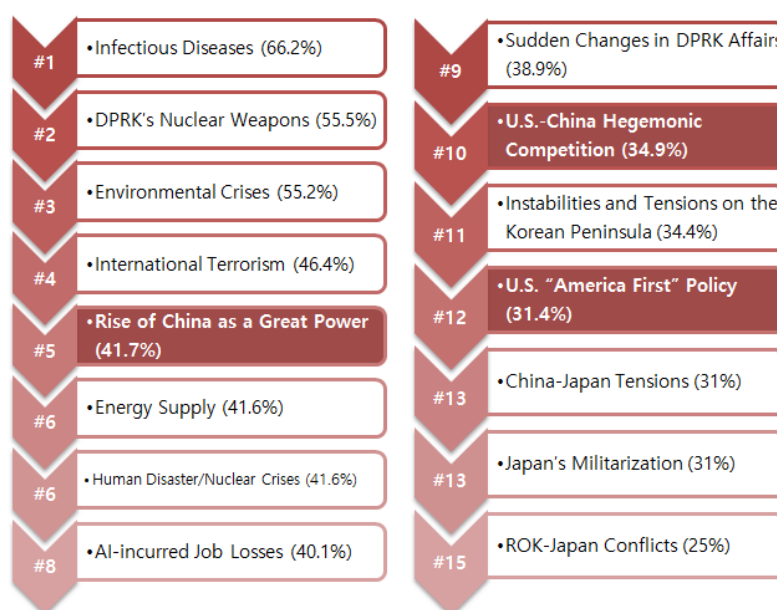 #1
•Infectious Diseases (66.2%)
#2
•DPRK's Nuclear Weapons (55.5%)
#3
•Environmental Crises (55.2%)
#4
•International Terrorism (46.4%)
#5
•Rise of China as a Great Power
(41.7%)
#6
•Energy Supply (41.6%)
#6
•Human Disaster/Nuclear Crises (41.6%)
#8
•AI-incurred Job Losses (40.1%)
#9
•Sudden Changes in DPRK Affairs
(38.9%)
#10
•U.S.-China Hegemonic
Competition (34.9%)
#11
•Instabilities and Tensions on the
Korean Peninsula (34.4%)
#12
•U.S. “America First” Policy
(31.4%)
#13
•China-Japan Tensions (31%)
#13
•Japan's Militarization (31%)
#15
•ROK-Japan Conflicts (25%)